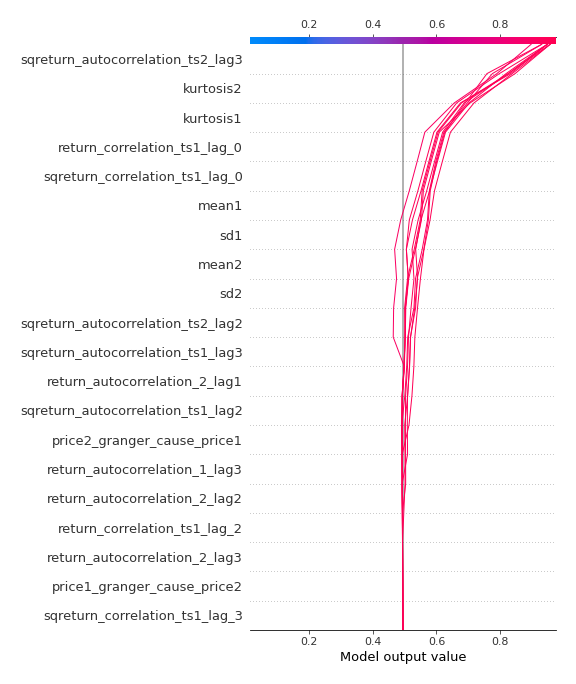 0.2 0.4 0.6 0.8
sqreturn_autocorrelation_ts2_lag3
kurtosis2
kurtosis1
return_correlation_ts1_lag_0
sqreturn_correlation_ts1_lag_0
mean1
sd1
mean2
sd2
sqreturn_autocorrelation_ts2_lag2
sqreturn_autocorrelation_ts1_lag3
return_autocorrelation_2_lag1
sqreturn_autocorrelation_ts1_lag2
price2_granger_cause_price1
return_autocorrelation_1_lag3
return_autocorrelation_2_lag2
return_correlation_ts1_lag_2
return_autocorrelation_2_lag3
price1_granger_cause_price2
sqreturn_correlation_ts1_lag_3
0.2 0.4 0.6 0.8
Model output value